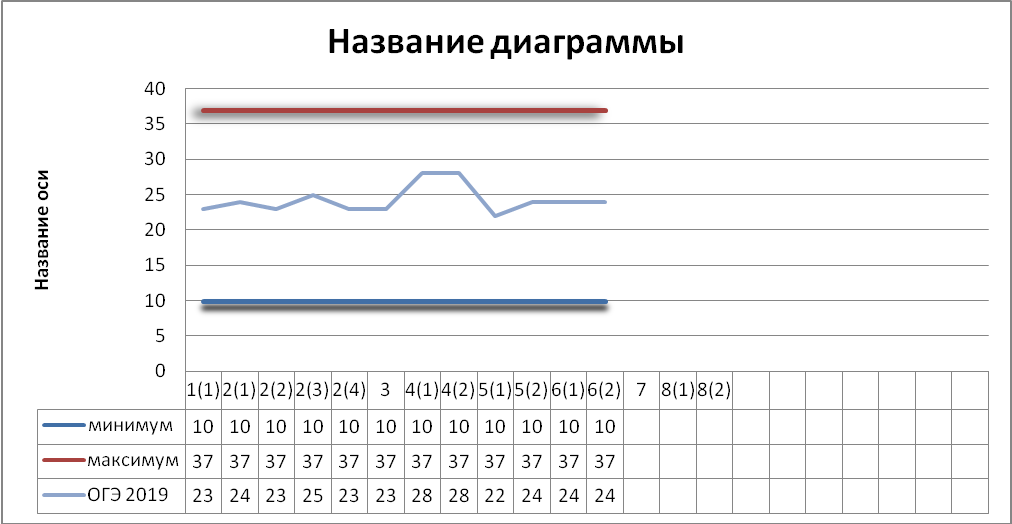 Название диаграммы
Название оси
40
35
30
25
20
15
10
5
0
1(1) 2(1) 2(2) 2(3) 2(4) 3 4(1) 4(2) 5(1) 5(2) 6(1) 6(2) 7 8(1) 8(2)
минимум 10 10 10 10 10 10 10 10 10 10 10 10
максимум 37 37 37 37 37 37 37 37 37 37 37 37
ОГЭ 2019 23 24 23 25 23 23 28 28 22 24 24 24